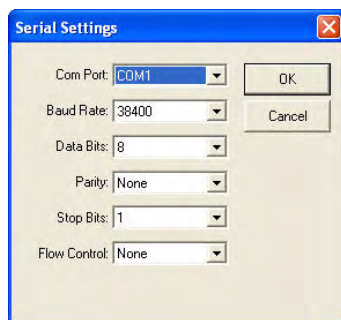 Serial Settings
Com Port: COM1
OK
Baud Rate: 38400
Cancel
Data Bits: 8
Parity: None
Stop Bits: 1
Flow Control: None